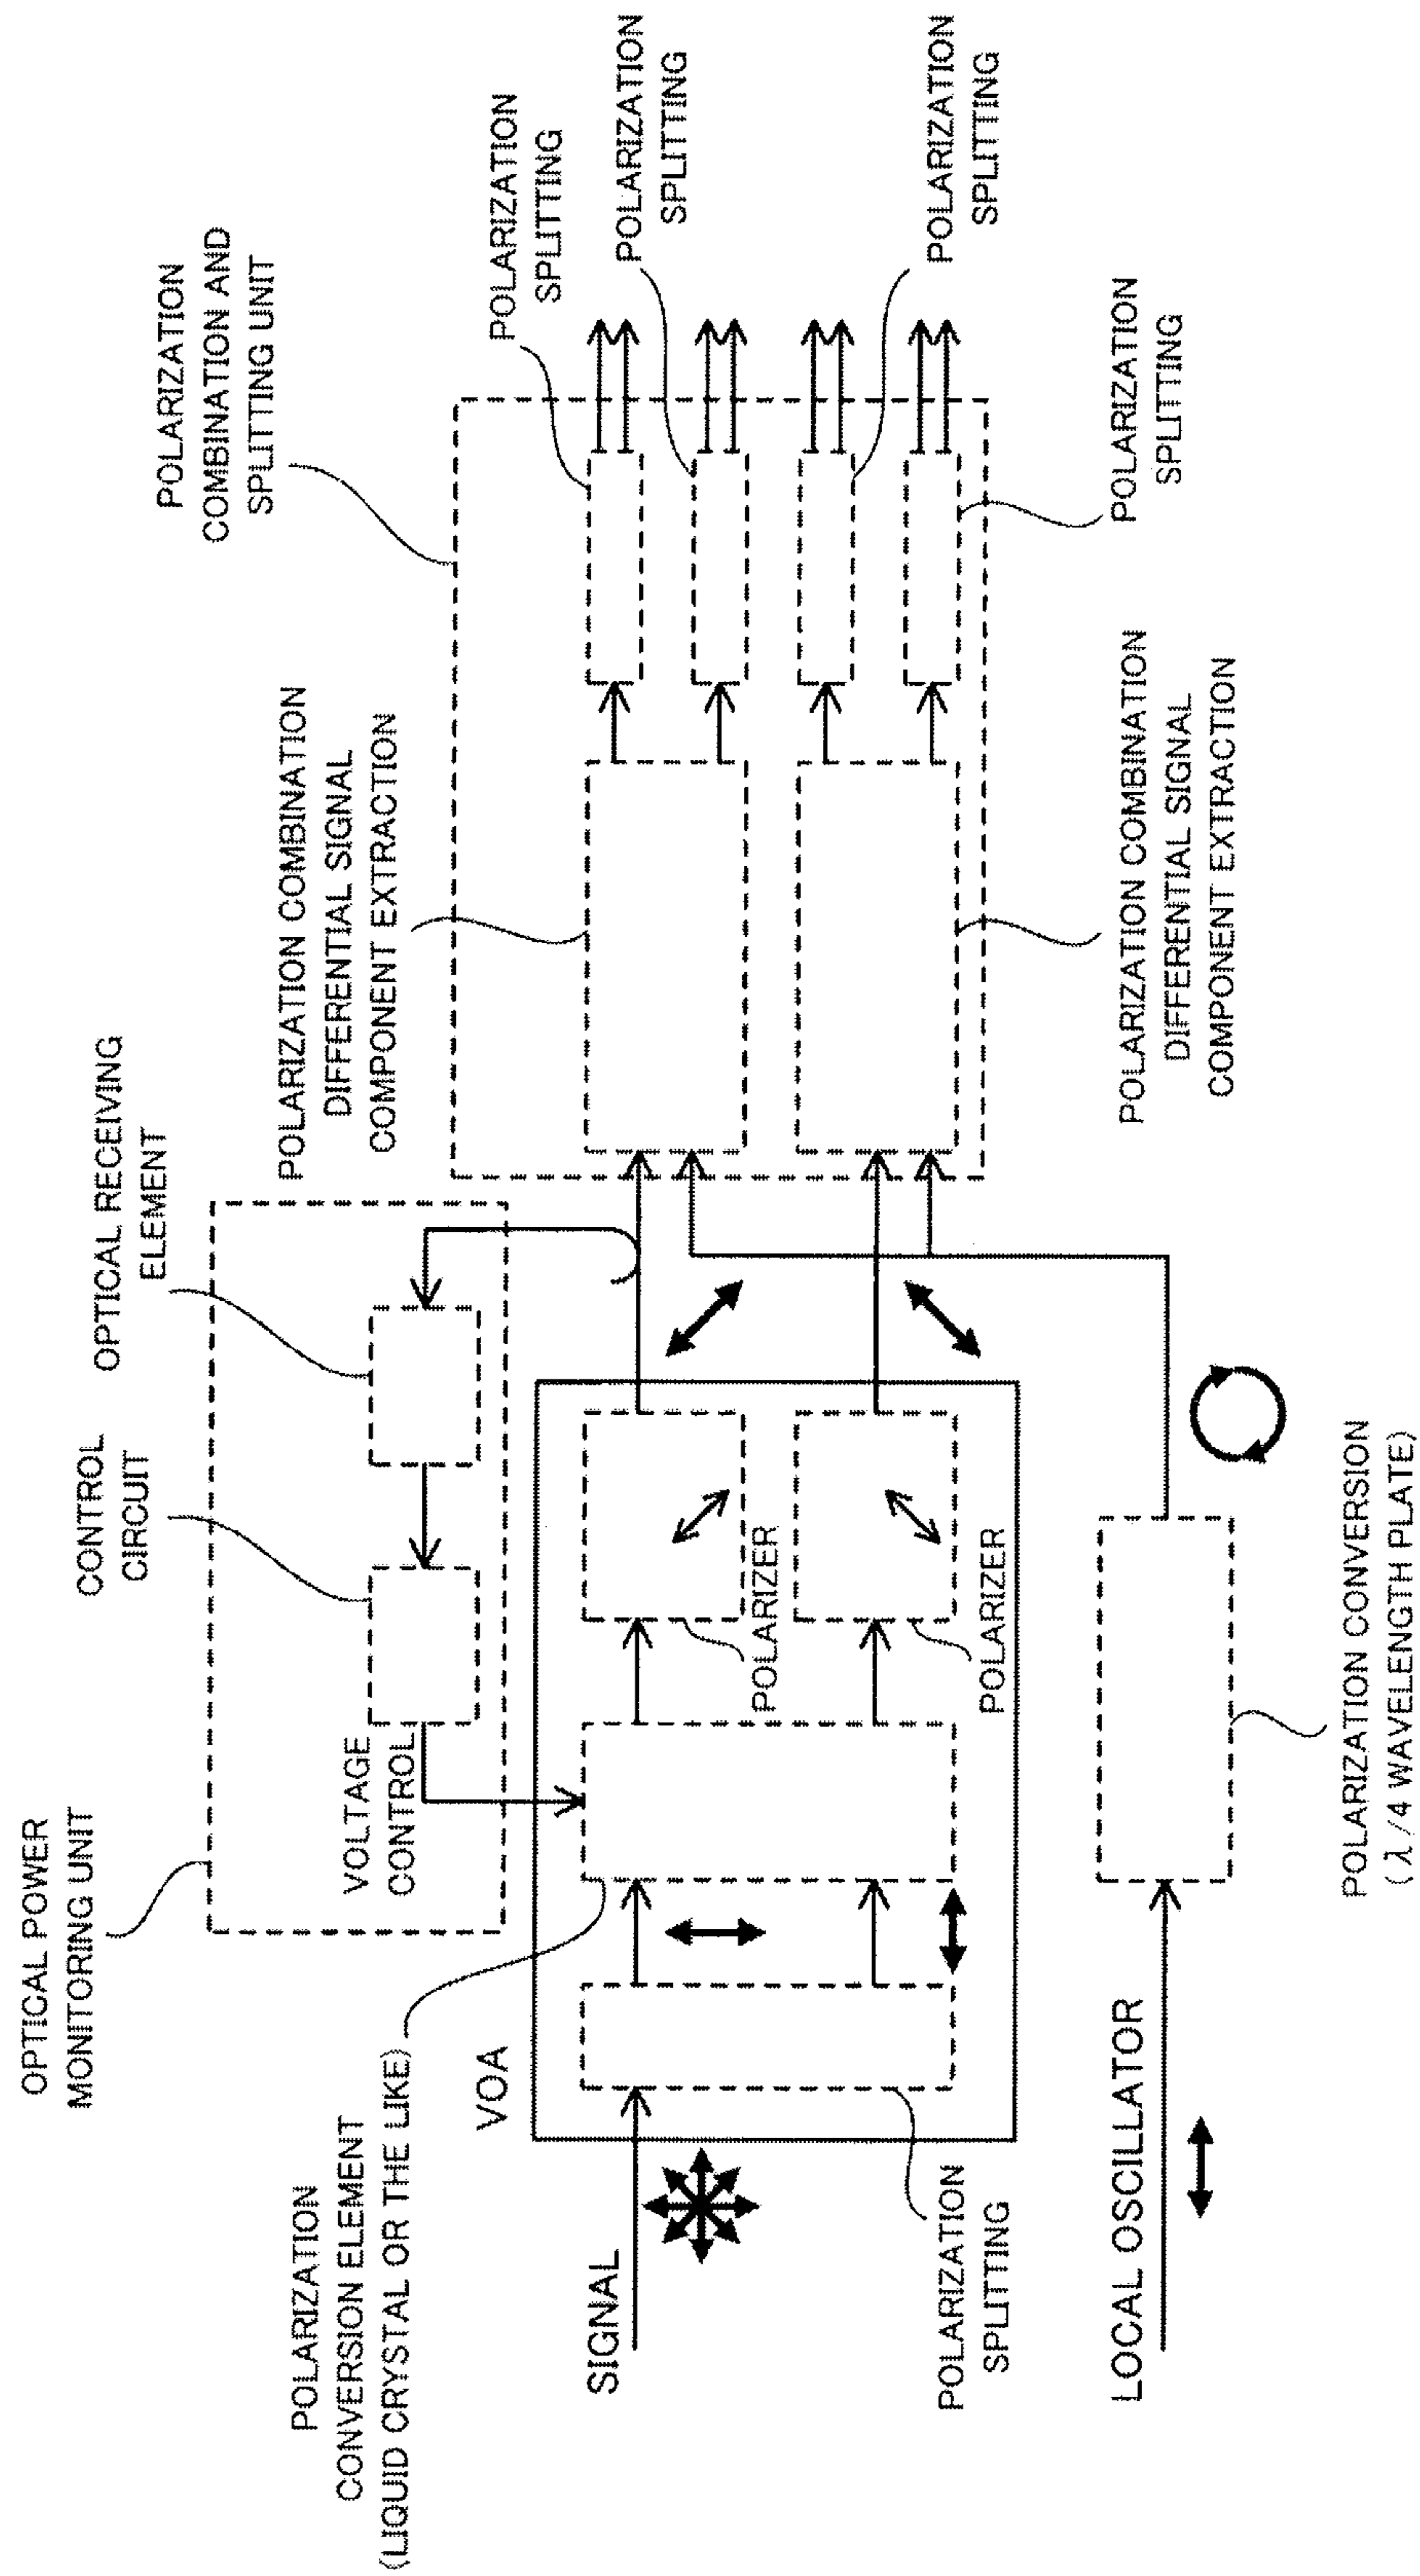 OPTICAL POWER
MONITORING UNIT
CONTROL
CIRCUIT
OPTICAL RECEIVING
ELEMENT
POLARIZATION
COMBINATION AND
SPLITTING UNIT
POLARIZATION
CONVERSION ELEMENT
(LIQUID CRYSTAL OR THE LIKE)
VOLTAGE
CONTROL
POLARIZATION COMBINATION
DIFFERENTIAL SIGNAL
COMPONENT EXTRACTION
POLARIZATION
SPLITTING
POLARIZATION
SPLITTING
VOA
SIGNAL
POLARIZER
POLARIZER
POLARIZATION
SPLITTING
POLARIZATION
SPLITTING
POLARIZATION
SPLITTING
POLARIZATION COMBINATION
DIFFERENTIAL SIGNAL
COMPONENT EXTRACTION
LOCAL OSCILLATOR
POLARIZATION CONVERSION
(λ/4 WAVELENGTH PLATE)